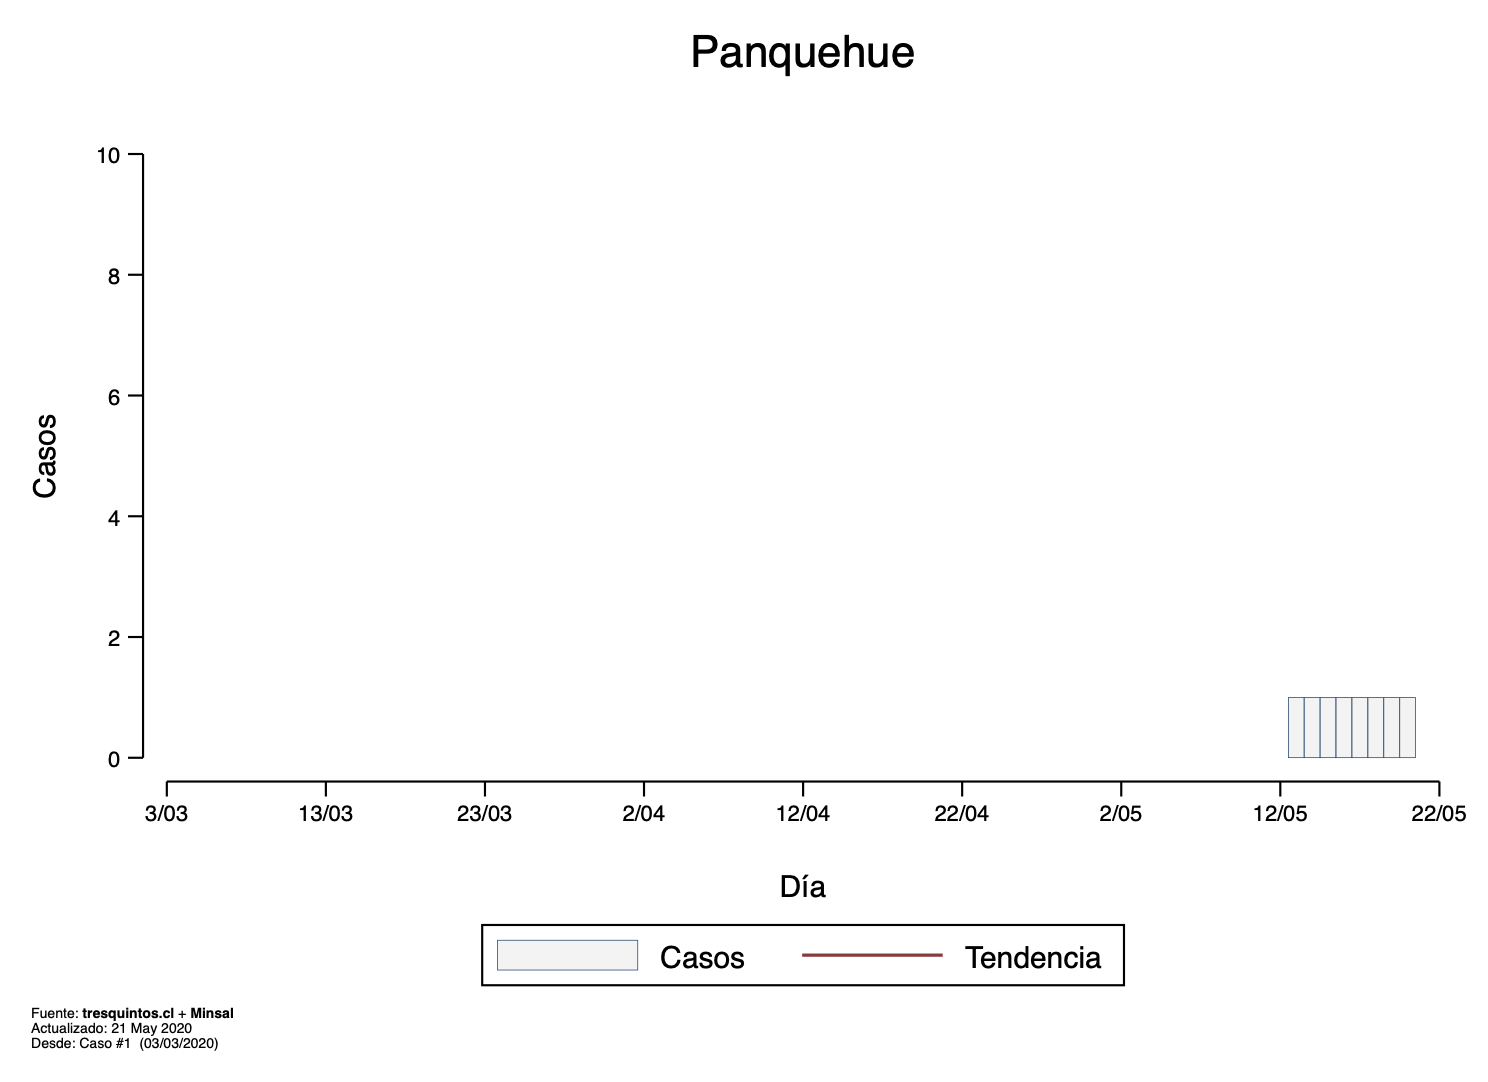 Panquehue
10
8
6
4
2
0
Casos
3/03 13/03 23/03 2/04 12/04 22/04 2/05 12/05 22/05
Día
Casos Tendencia
Fuente: tresquintos.cl + Minsal
Actualizado: 21 May 2020
Desde: Caso #1 (03/03/2020)